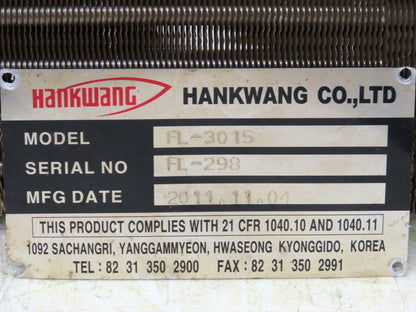 HANKWANG HANKWANG CO.,LTD
MODEL FL-3015
SERIAL NO FL-298
MFG DATE 2011.11.01
THIS PRODUCT COMPLIES WITH 21 CFR 1040.10 AND 1040.11
1092 SACHANGRI, YANGGAMMYEON, HWASEONG KYONGGIDO, KOREA
TEL : 82 31 350 2900 FAX : 82 31 350 2991